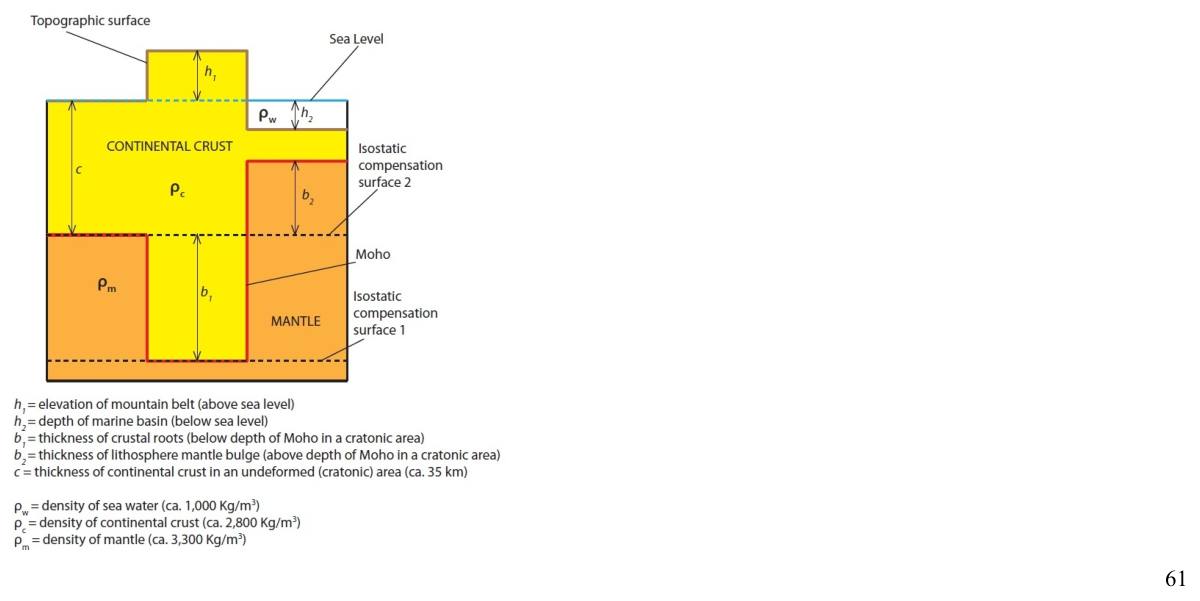 Topographic surface
Sea Level
h₁
ρw
h₂
CONTINENTAL CRUST
Isostatic
compensation
surface 2
c
ρc
b₂
Moho
ρm
b₁
Isostatic
compensation
surface 1
MANTLE
h₁ = elevation of mountain belt (above sea level)
h₂ = depth of marine basin (below sea level)
b₁ = thickness of crustal roots (below depth of Moho in a cratonic area)
b₂ = thickness of lithosphere mantle bulge (above depth of Moho in a cratonic area)
c = thickness of continental crust in an undeformed (cratonic) area (ca. 35 km)
ρw = density of sea water (ca. 1,000 Kg/m³)
ρc = density of continental crust (ca. 2,800 Kg/m³)
ρm = density of mantle (ca. 3,300 Kg/m³)
61